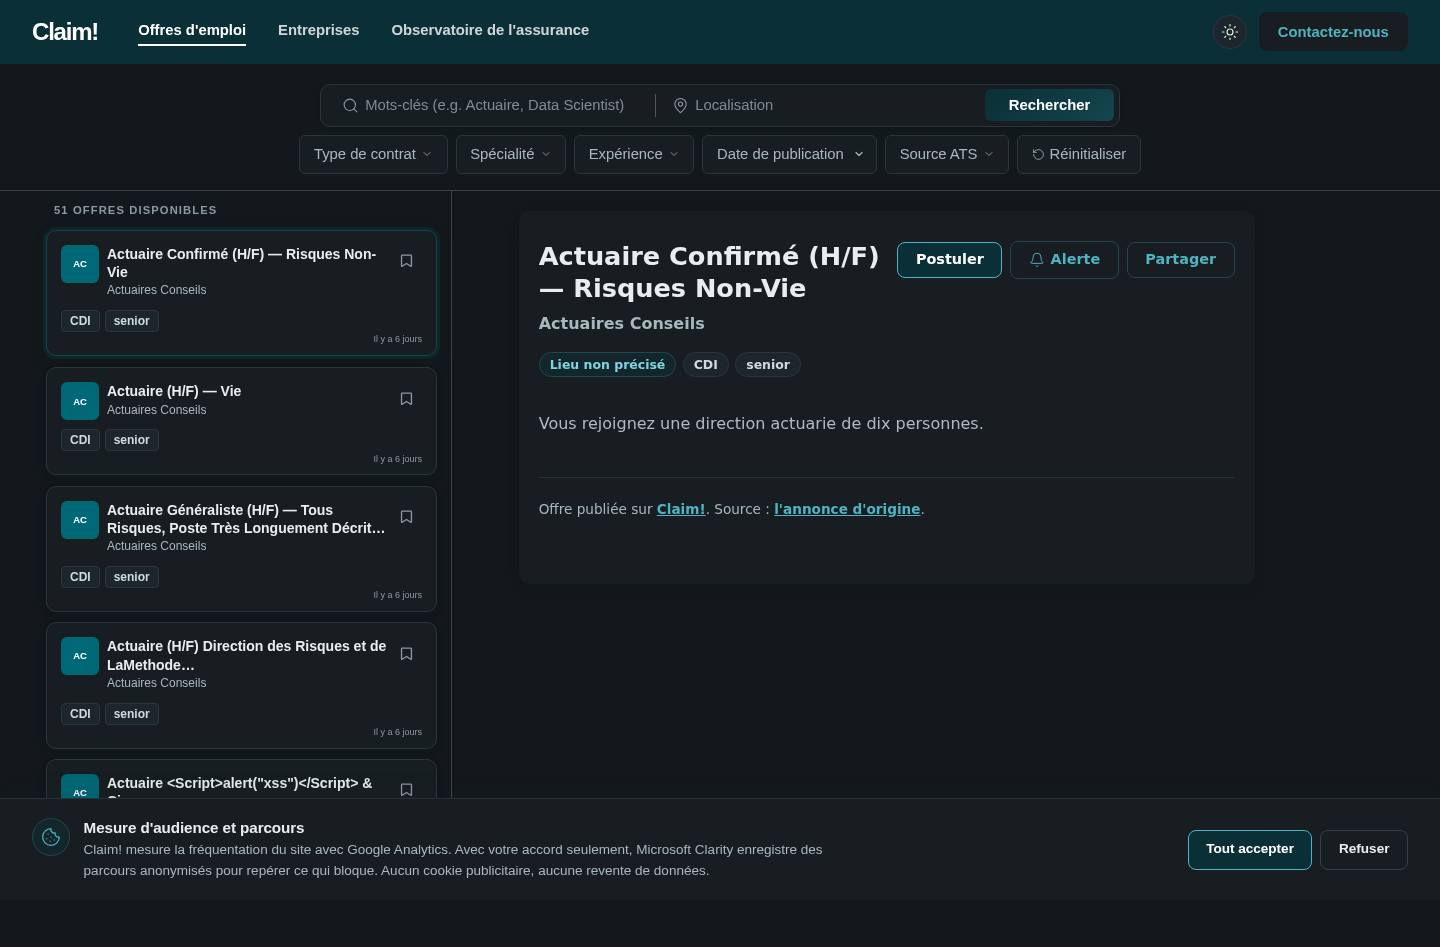 Claim!
Offres d'emploi
Entreprises
Observatoire de l'assurance
Contactez-nous
Mots-clés (e.g. Actuaire, Data Scientist)
Localisation
Rechercher
Type de contrat
Spécialité
Expérience
Date de publication
Source ATS
Réinitialiser
51 OFFRES DISPONIBLES
AC
Actuaire Confirmé (H/F) — Risques Non-
Vie
Actuaires Conseils
CDI
senior
Il y a 6 jours
AC
Actuaire (H/F) — Vie
Actuaires Conseils
CDI
senior
Il y a 6 jours
AC
Actuaire Généraliste (H/F) — Tous
Risques, Poste Très Longuement Décrit…
Actuaires Conseils
CDI
senior
Il y a 6 jours
AC
Actuaire (H/F) Direction des Risques et de
LaMethode…
Actuaires Conseils
CDI
senior
Il y a 6 jours
AC
Actuaire <Script>alert("xss")</Script> &
Actuaire Confirmé (H/F)
— Risques Non-Vie
Postuler
Alerte
Partager
Actuaires Conseils
Lieu non précisé
CDI
senior
Vous rejoignez une direction actuarie de dix personnes.
Offre publiée sur Claim!. Source : l'annonce d'origine.
Mesure d'audience et parcours
Claim! mesure la fréquentation du site avec Google Analytics. Avec votre accord seulement, Microsoft Clarity enregistre des
parcours anonymisés pour repérer ce qui bloque. Aucun cookie publicitaire, aucune revente de données.
Tout accepter
Refuser